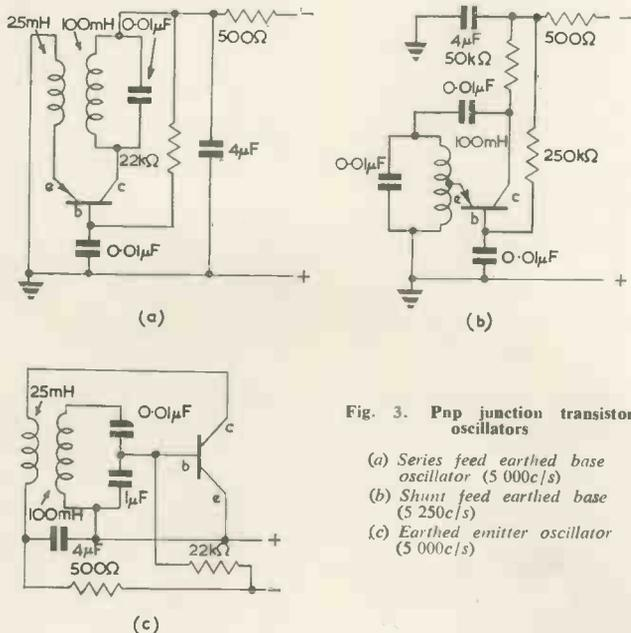 25mH 100mH 0·01μF 500Ω −
22kΩ 4μF
e b c
0·01μF
+
(a)
4μF 500Ω −
50kΩ
0·01μF
100mH
0·01μF 250kΩ
e b c
0·01μF
+
(b)
25mH
0·01μF
c
b
1μF e
100mH
4μF 22kΩ +
500Ω −
(c)
Fig. 3. Pnp junction transistor
oscillators
(a) Series feed earthed base
oscillator (5 000c/s)
(b) Shunt feed earthed base
(5 250c/s)
(c) Earthed emitter oscillator
(5 000c/s)